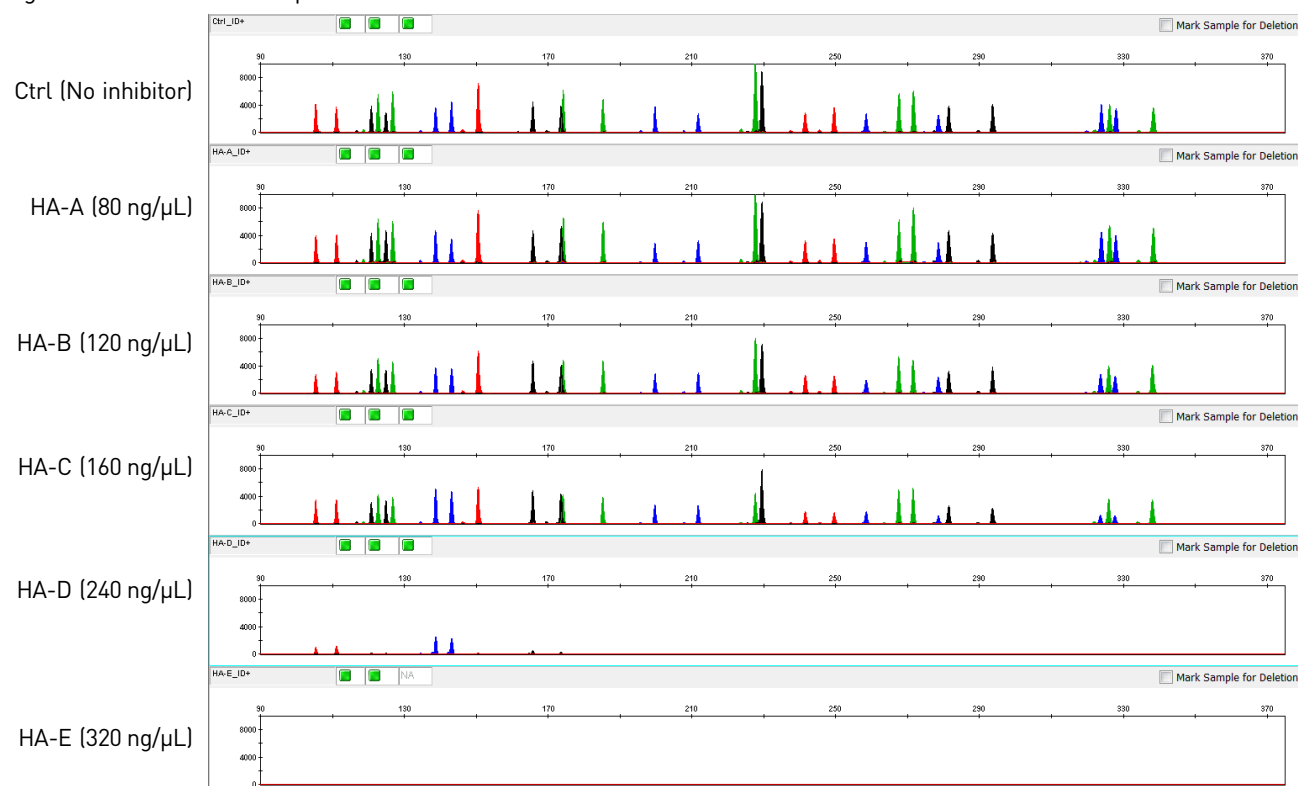 Ctrl_ID+ Mark Sample for Deletion
Ctrl (No inhibitor)
90 130 170 210 250 290 330 370
8000
4000
0
HA-A_ID+ Mark Sample for Deletion
HA-A (80 ng/µL)
90 130 170 210 250 290 330 370
8000
4000
0
HA-B_ID+ Mark Sample for Deletion
HA-B (120 ng/µL)
90 130 170 210 250 290 330 370
8000
4000
0
HA-C_ID+ Mark Sample for Deletion
HA-C (160 ng/µL)
90 130 170 210 250 290 330 370
8000
4000
0
HA-D_ID+ Mark Sample for Deletion
HA-D (240 ng/µL)
90 130 170 210 250 290 330 370
8000
4000
0
HA-E_ID+ NA Mark Sample for Deletion
HA-E (320 ng/µL)
90 130 170 210 250 290 330 370
8000
4000
0